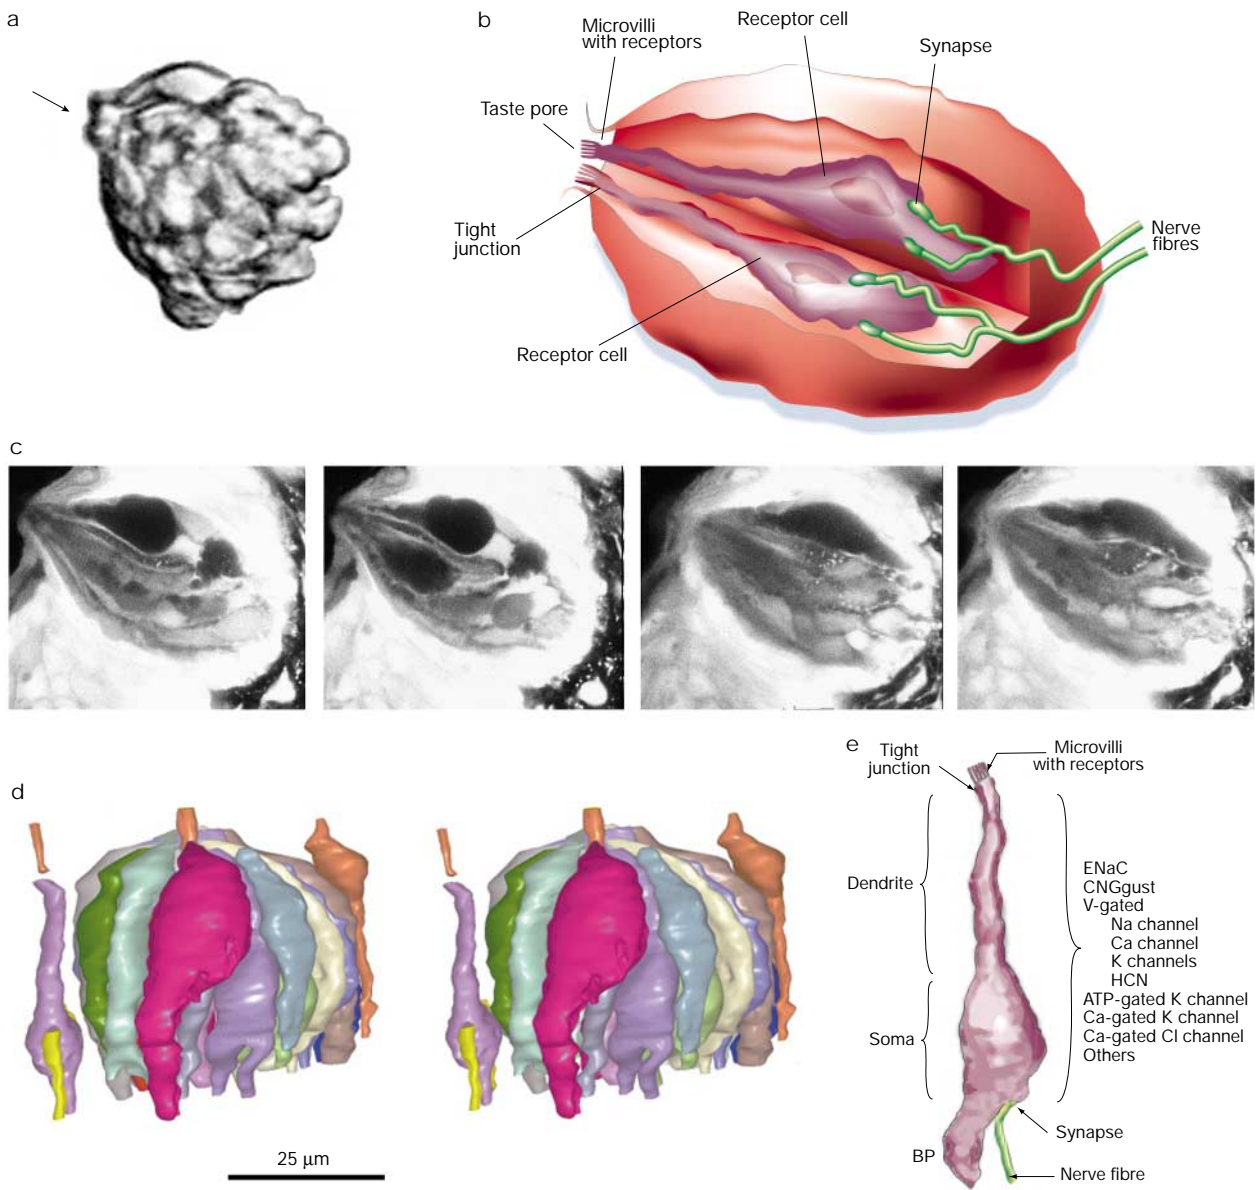 a
b
Microvilli
with receptors
Receptor cell
Synapse
Taste pore
Tight
junction
Nerve
fibres
Receptor cell
c
d
25 µm
e
Tight
junction
Microvilli
with receptors
Dendrite
Soma
ENaC
CNGgust
V-gated
Na channel
Ca channel
K channels
HCN
ATP-gated K channel
Ca-gated K channel
Ca-gated Cl channel
Others
Synapse
BP
Nerve fibre